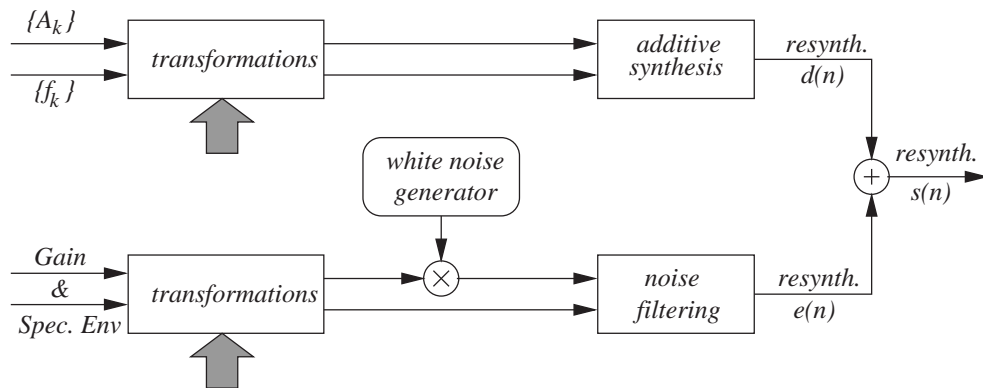 {A_k}
{f_k}
transformations
additive
synthesis
resynth.
d(n)
white noise
generator
+
resynth.
s(n)
Gain
&
Spec. Env
transformations
×
noise
filtering
resynth.
e(n)